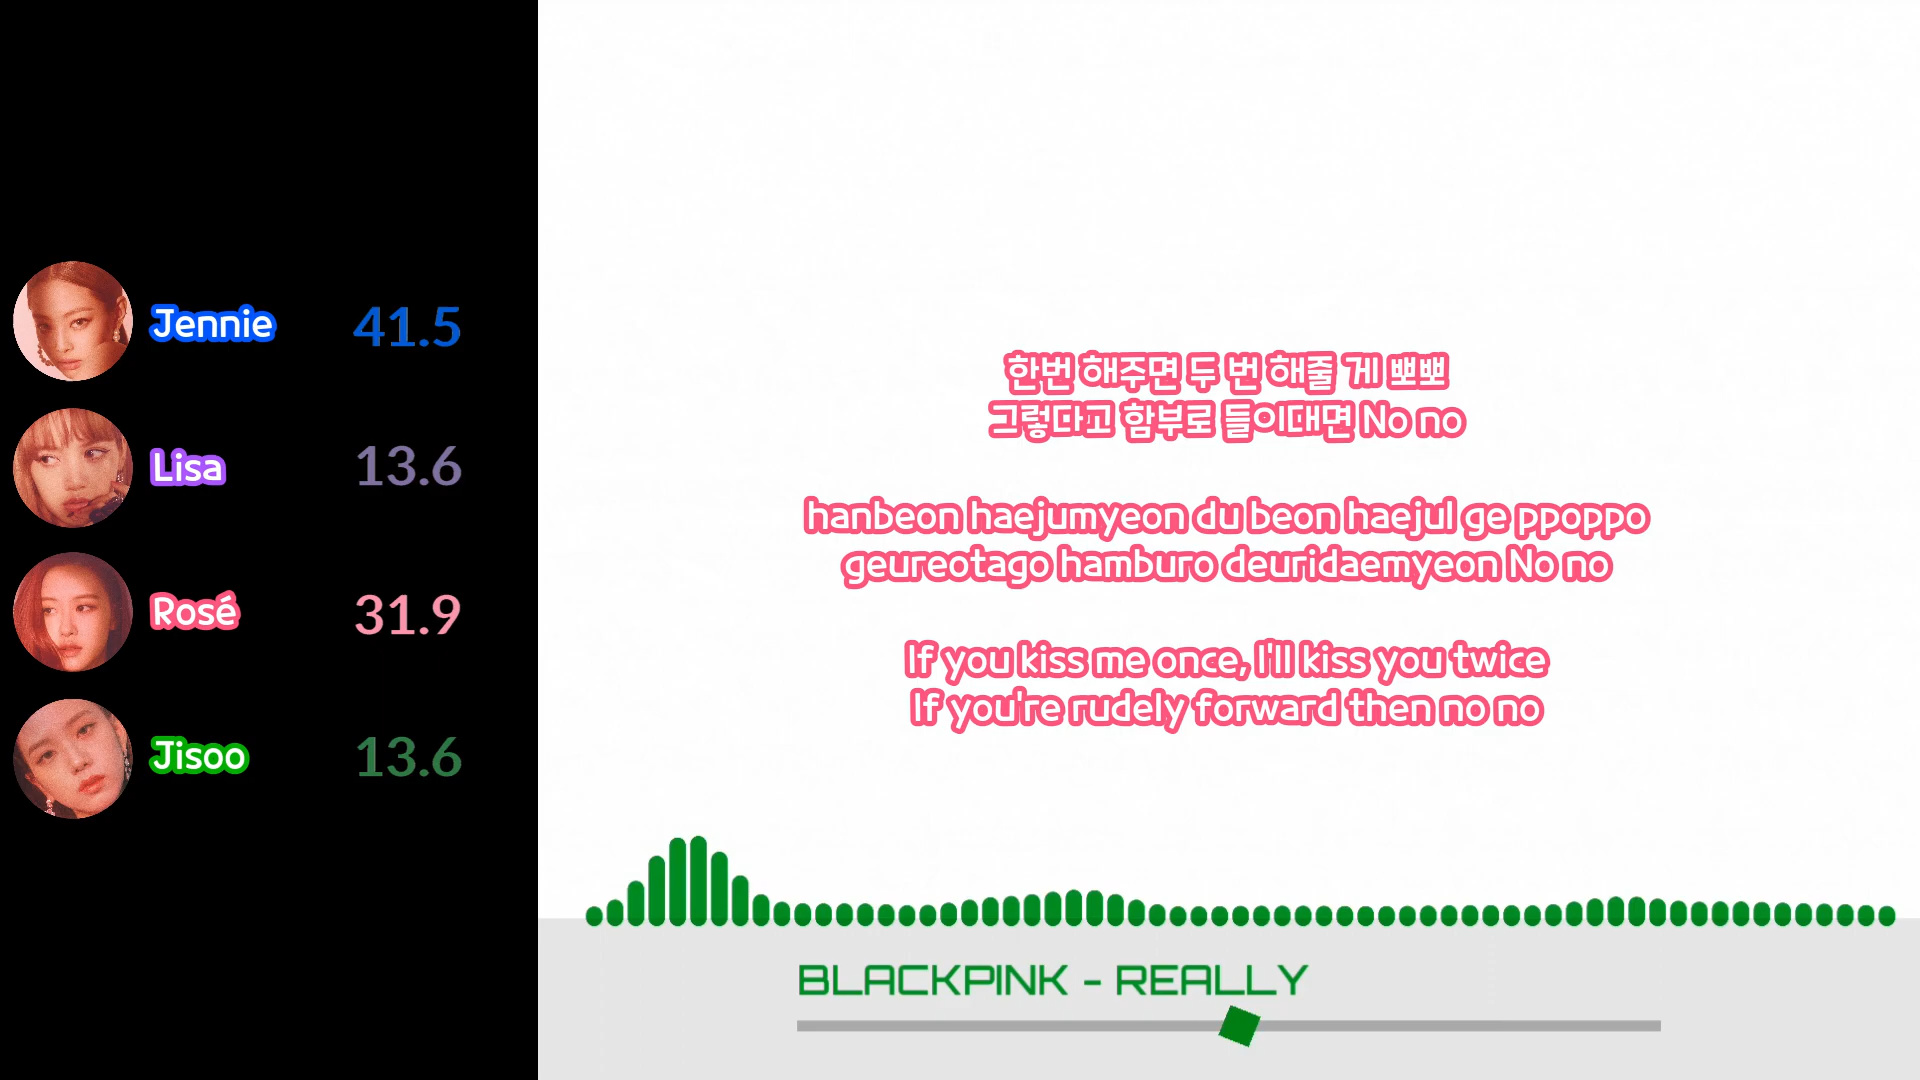 Jennie 41.5
Lisa 13.6
Rosé 31.9
Jisoo 13.6
한번 해주면 두 번 해줄 게 뽀뽀
그렇다고 함부로 들이대면 No no
hanbeon haejumyeon du beon haejul ge ppoppo
geureotago hamburo deuridaemyeon No no
If you kiss me once, I'll kiss you twice
If you're rudely forward then no no
BLACKPINK - REALLY